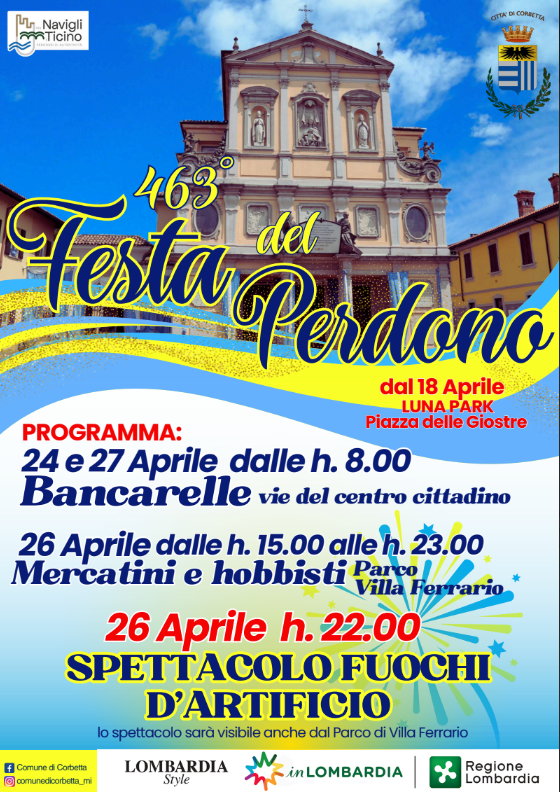 Navigli
Ticino
CITTA' DI CORBETTA
463°
Festa del
Perdono
dal 18 Aprile
LUNA PARK
Piazza delle Giostre
PROGRAMMA:
24 e 27 Aprile dalle h. 8.00
Bancarelle vie del centro cittadino
26 Aprile dalle h. 15.00 alle h. 23.00
Mercatini e hobbisti Parco
Villa Ferrario
26 Aprile h. 22.00
SPETTACOLO FUOCHI
D'ARTIFICIO
lo spettacolo sarà visibile anche dal Parco di Villa Ferrario
Comune di Corbetta
comunedicorbetta_mi
LOMBARDIA
Style
inLOMBARDIA
Regione
Lombardia